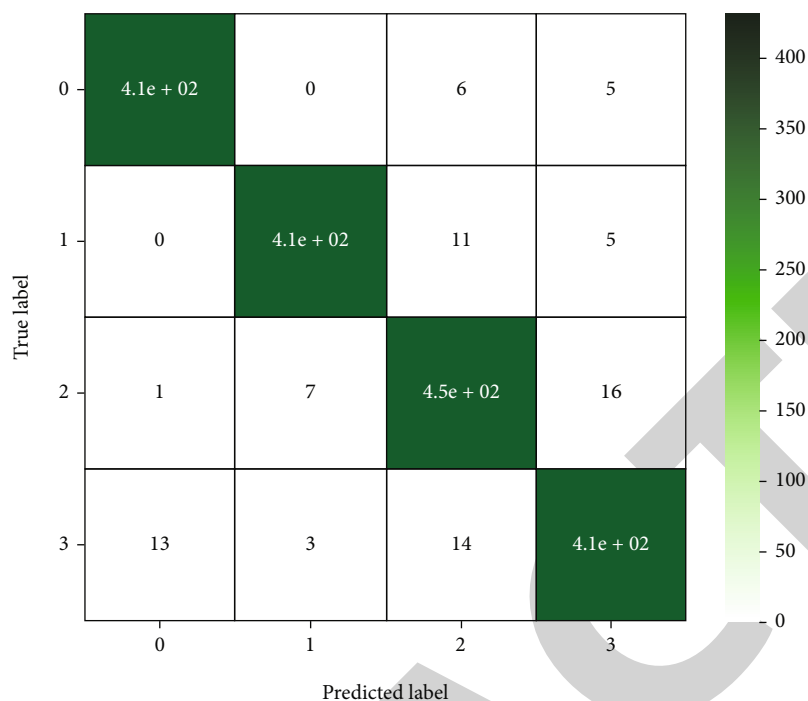 0 4.1e + 02 0 6 5
1 0 4.1e + 02 11 5
2 1 7 4.5e + 02 16
3 13 3 14 4.1e + 02
0 1 2 3
True label
Predicted label
400
350
300
250
200
150
100
50
0